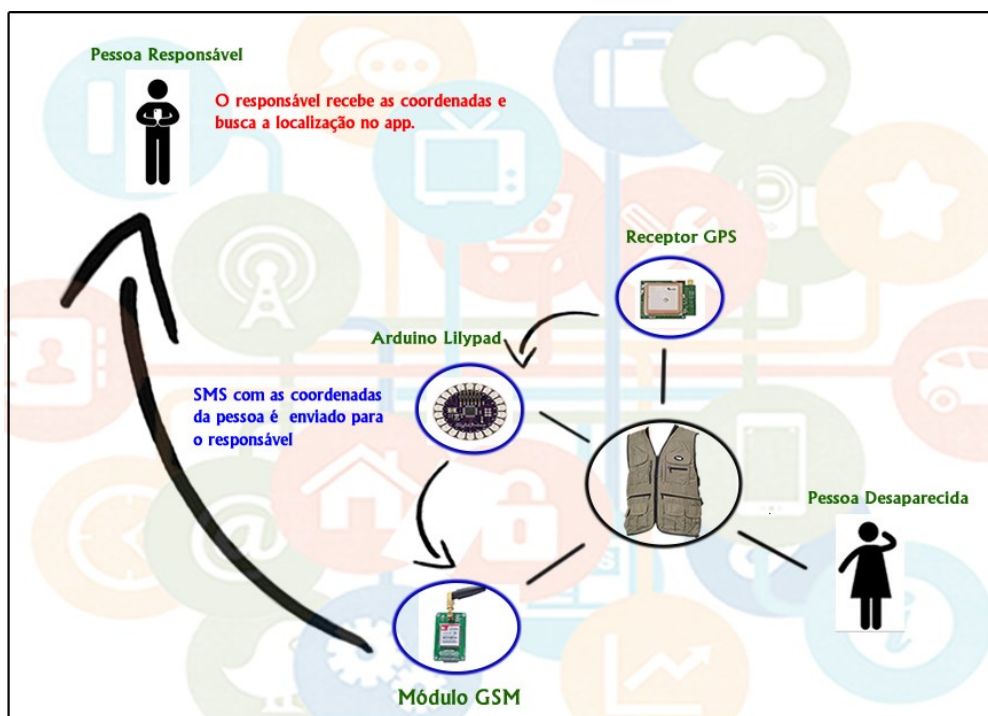 Pessoa Responsável
O responsável recebe as coordenadas e
busca a localização no app.
Receptor GPS
Arduino Lilypad
SMS com as coordenadas
da pessoa é enviado para
o responsável
Pessoa Desaparecida
Módulo GSM